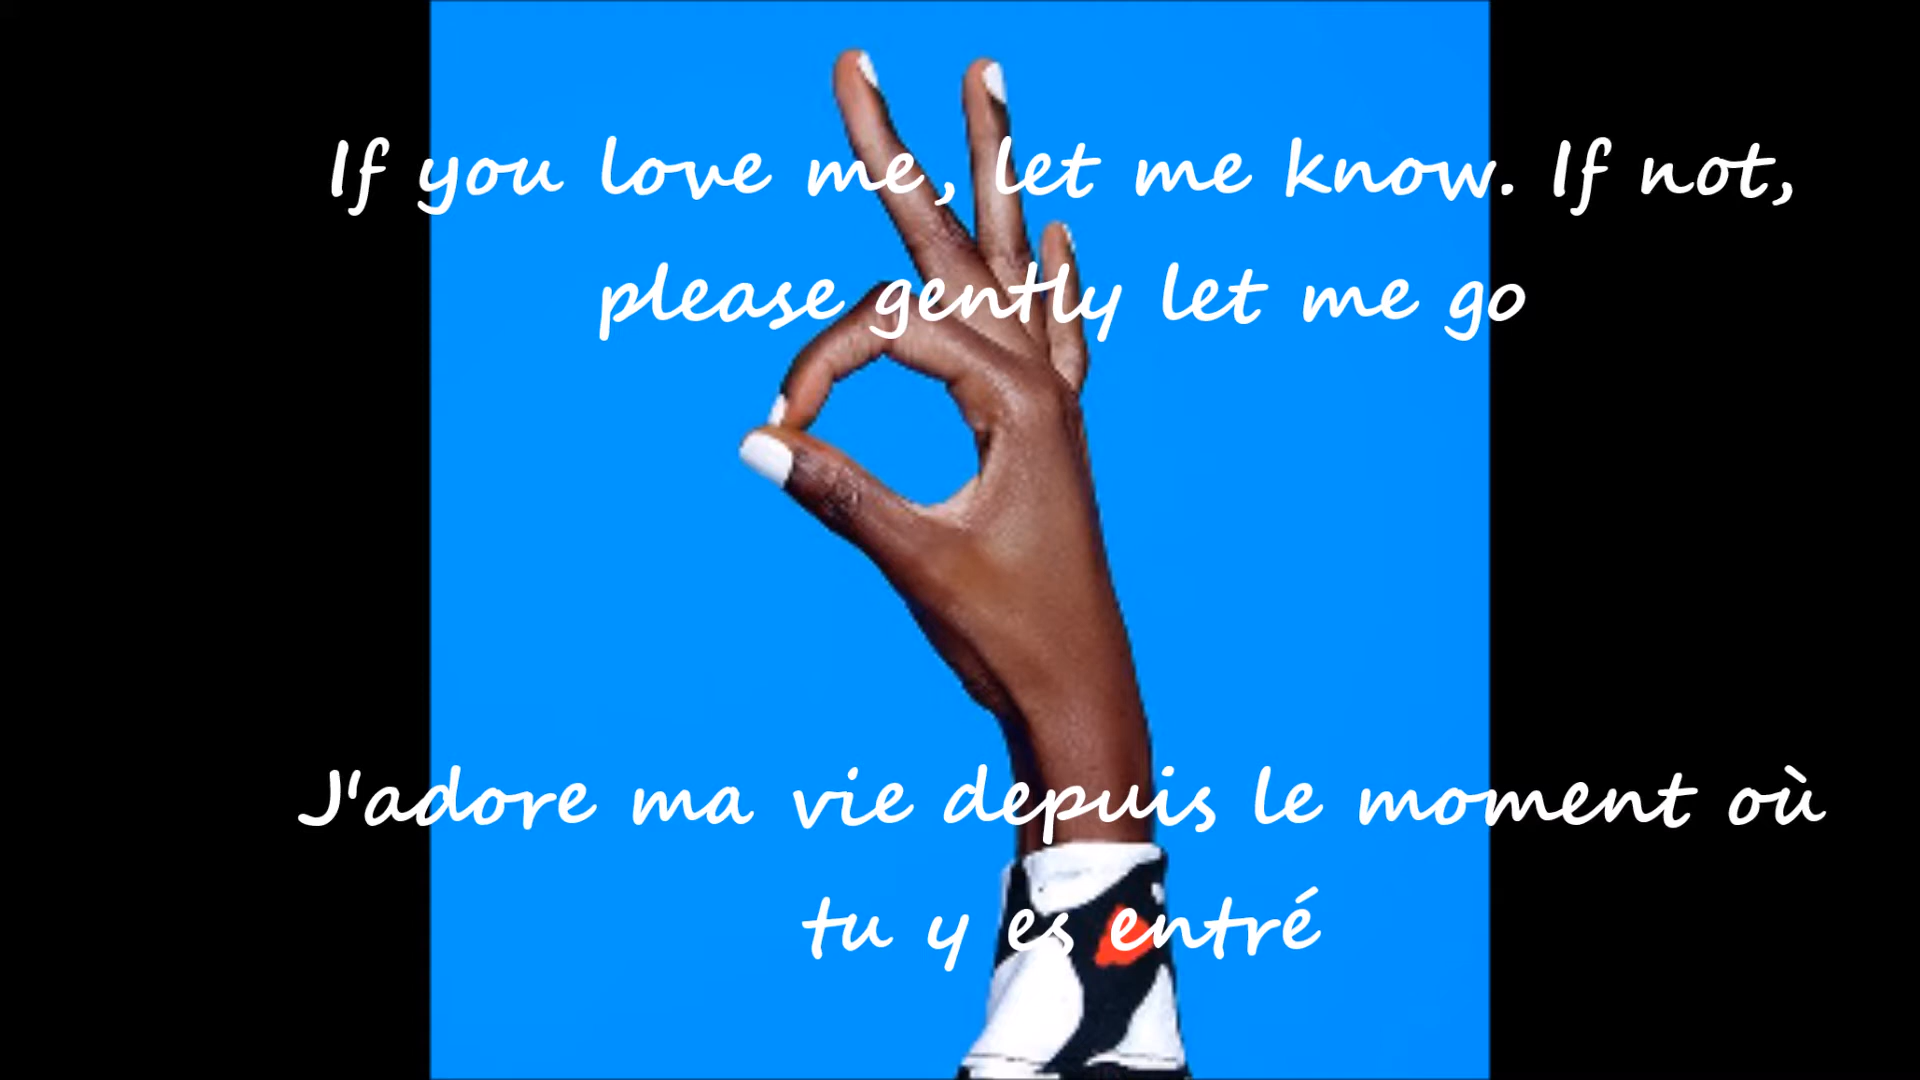 If you love me, let me know. If not,
please gently let me go
J'adore ma vie depuis le moment où
tu y es entré